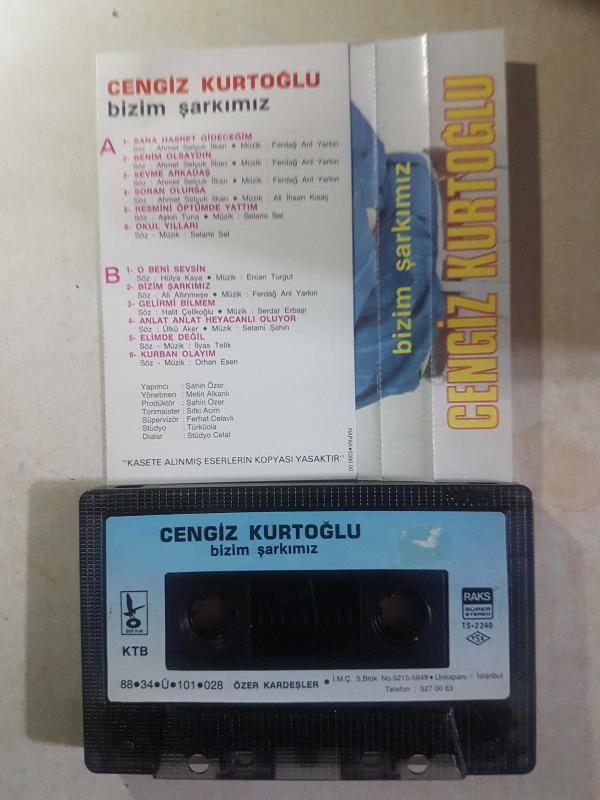 CENGİZ KURTOĞLU
bizim şarkımız
A
1- SANA HASRET GİDECEĞİM
Söz : Ahmet Selçuk İlkan ● Müzik : Ferdağ Anıl Yarkın
2- BENİM OLSAYDIN
Söz : Ahmet Selçuk İlkan ● Müzik : Ferdağ Anıl Yarkın
3- SEVME ARKADAŞ
Söz : Ahmet Selçuk İlkan ● Müzik : Ferdağ Anıl Yarkın
4- SORAN OLURSA
Söz : Ahmet Selçuk İlkan ● Müzik : Ali İhsan Kısaç
5- RESMİNİ ÖPTÜMDE YATTIM
Söz : Aşkın Tuna ● Müzik : Selami Sel
6- OKUL YILLARI
Söz - Müzik : Selami Sel
B
1- O BENİ SEVSİN
Söz : Hülya Kaya ● Müzik : Ercan Turgut
2- BİZİM ŞARKIMIZ
Söz : Ali Altınmeşe ● Müzik : Ferdağ Anıl Yarkın
3- GELİRMİ BİLMEM
Söz : Halit Çelikoğlu ● Müzik : Serdar Erbaşı
4- ANLAT ANLAT HEYACANLI OLUYOR
Söz : Ülkü Aker ● Müzik : Selami Şahin
5- ELİMDE DEĞİL
Söz - Müzik : İlyas Tetik
6- KURBAN OLAYIM
Söz - Müzik : Orhan Esen
Yapımcı : Şahin Özer
Yönetmen : Metin Alkanlı
Prodüktör : Şahin Özer
Tonmaister : Sıtkı Acim
Süpervizör : Ferhat Celavlı
Stüdyo : Türküola
Dialar : Stüdyo Celal
"KASETE ALINMIŞ ESERLERİN KOPYASI YASAKTIR"
bizim şarkımız
CENGİZ KURTOĞLU
CENGİZ KURTOĞLU
bizim şarkımız
KTB
RAKS
SÜPER
STEREO
TS-2240
TSE
88●34●Ü●101●028 ÖZER KARDEŞLER ● İ.M.Ç. 5.Blok No.5215-5649 ● Unkapanı / İstanbul
Telefon : 527 00 83